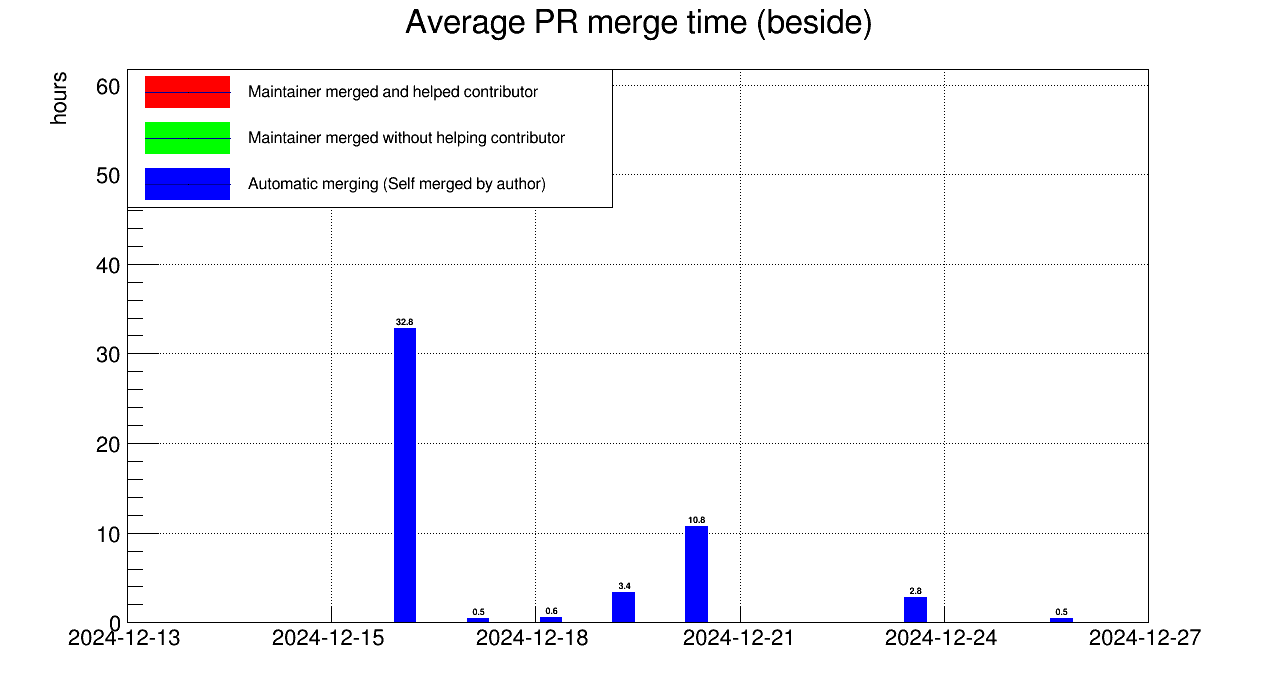 Average PR merge time (beside)
hours
60
50
40
30
20
10
0
Maintainer merged and helped contributor
Maintainer merged without helping contributor
Automatic merging (Self merged by author)
32.8
0.5
0.6
3.4
10.8
2.8
0.5
2024-12-13 2024-12-15 2024-12-18 2024-12-21 2024-12-24 2024-12-27